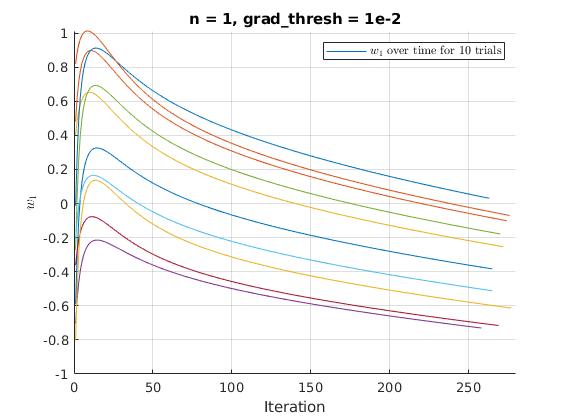 n = 1, grad_thresh = 1e-2
w₁ over time for 10 trials
1
0.8
0.6
0.4
0.2
0
-0.2
-0.4
-0.6
-0.8
-1
w₁
0 50 100 150 200 250
Iteration